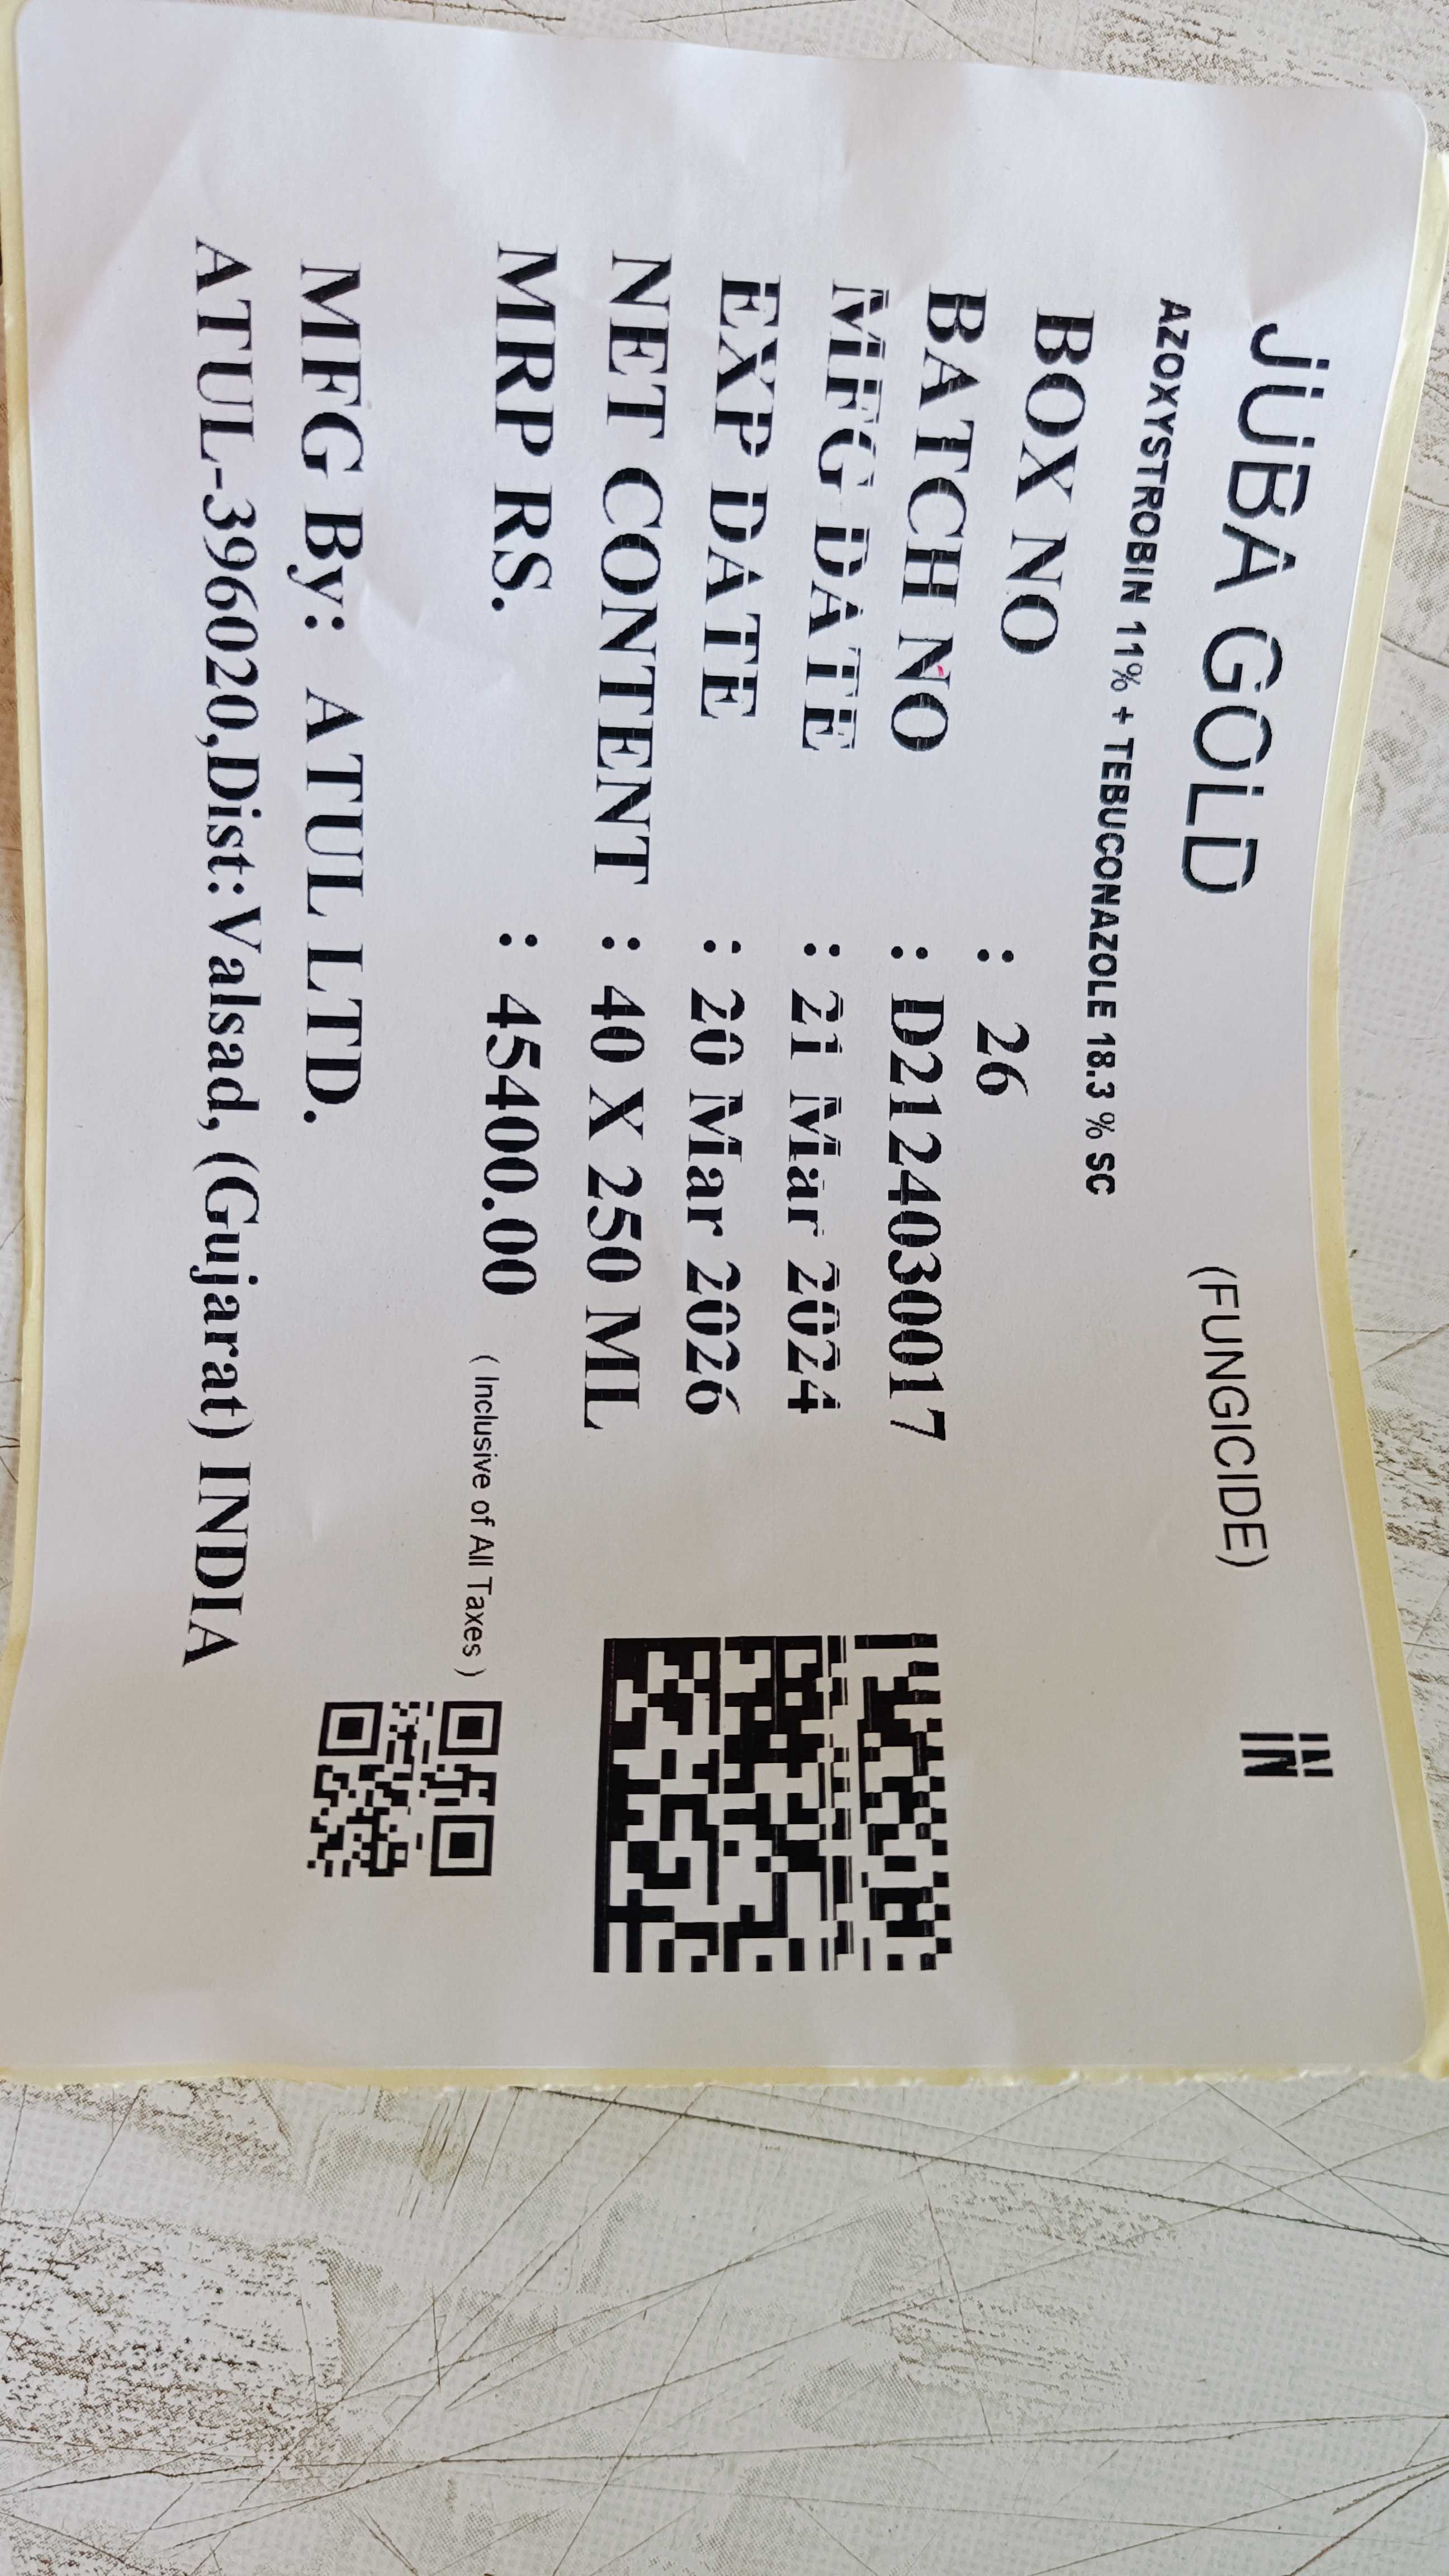 JUBA GOLD (FUNGICIDE) IN
AZOXYSTROBIN 11% + TEBUCONAZOLE 18.3 % SC
BOX NO : 26
BATCH NO : D2124030017
MFG DATE : 21 Mar 2024
EXP DATE : 20 Mar 2026
NET CONTENT : 40 X 250 ML
MRP RS. : 45400.00 ( Inclusive of All Taxes )
MFG By: ATUL LTD.
ATUL-396020,Dist:Valsad, (Gujarat) INDIA